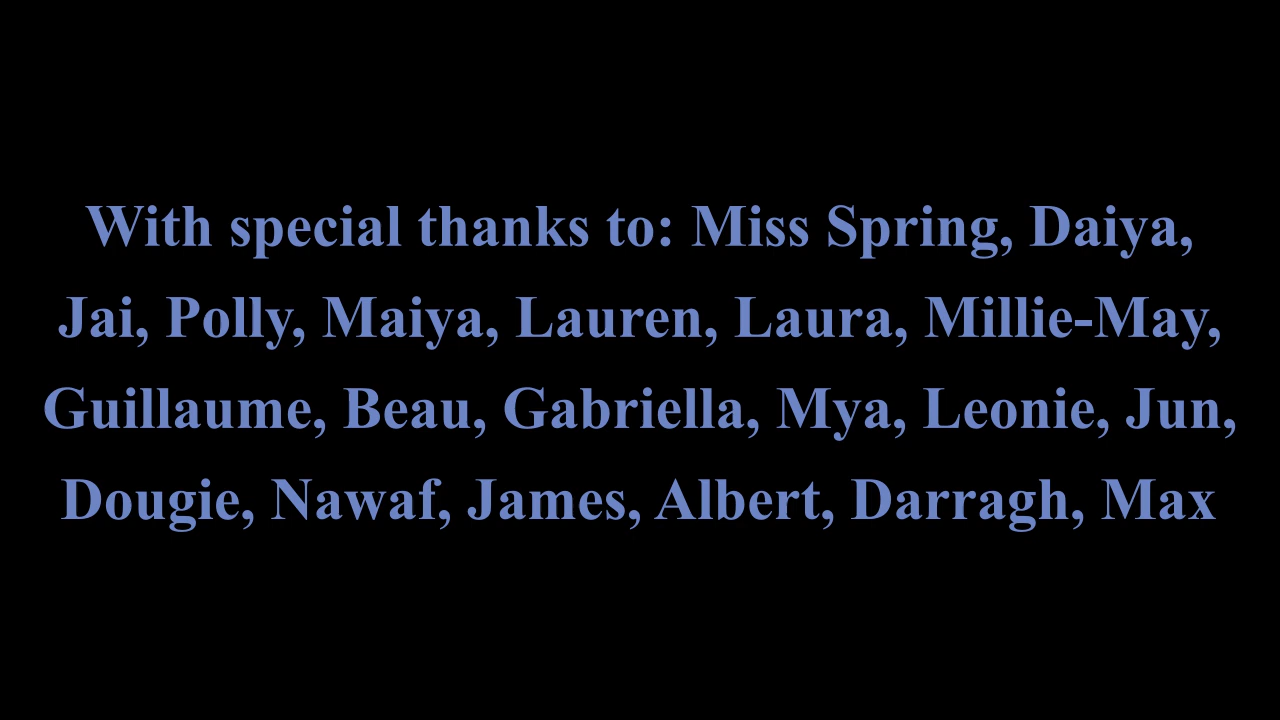 With special thanks to: Miss Spring, Daiya,
Jai, Polly, Maiya, Lauren, Laura, Millie-May,
Guillaume, Beau, Gabriella, Mya, Leonie, Jun,
Dougie, Nawaf, James, Albert, Darragh, Max